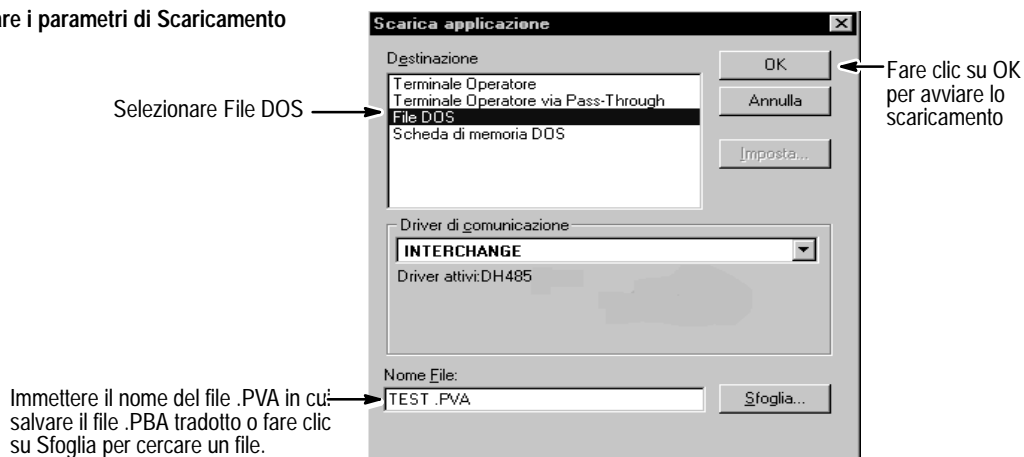 re i parametri di Scaricamento
Scarica applicazione
Destinazione
OK
Fare clic su OK
per avviare lo
scaricamento
Terminale Operatore
Terminale Operatore via Pass-Through
File DOS
Scheda di memoria DOS
Annulla
Selezionare File DOS
Imposta...
Driver di comunicazione
INTERCHANGE
Driver attivi:DH485
Nome File:
TEST .PVA
Sfoglia...
Immettere il nome del file .PVA in cui
salvare il file .PBA tradotto o fare clic
su Sfoglia per cercare un file.